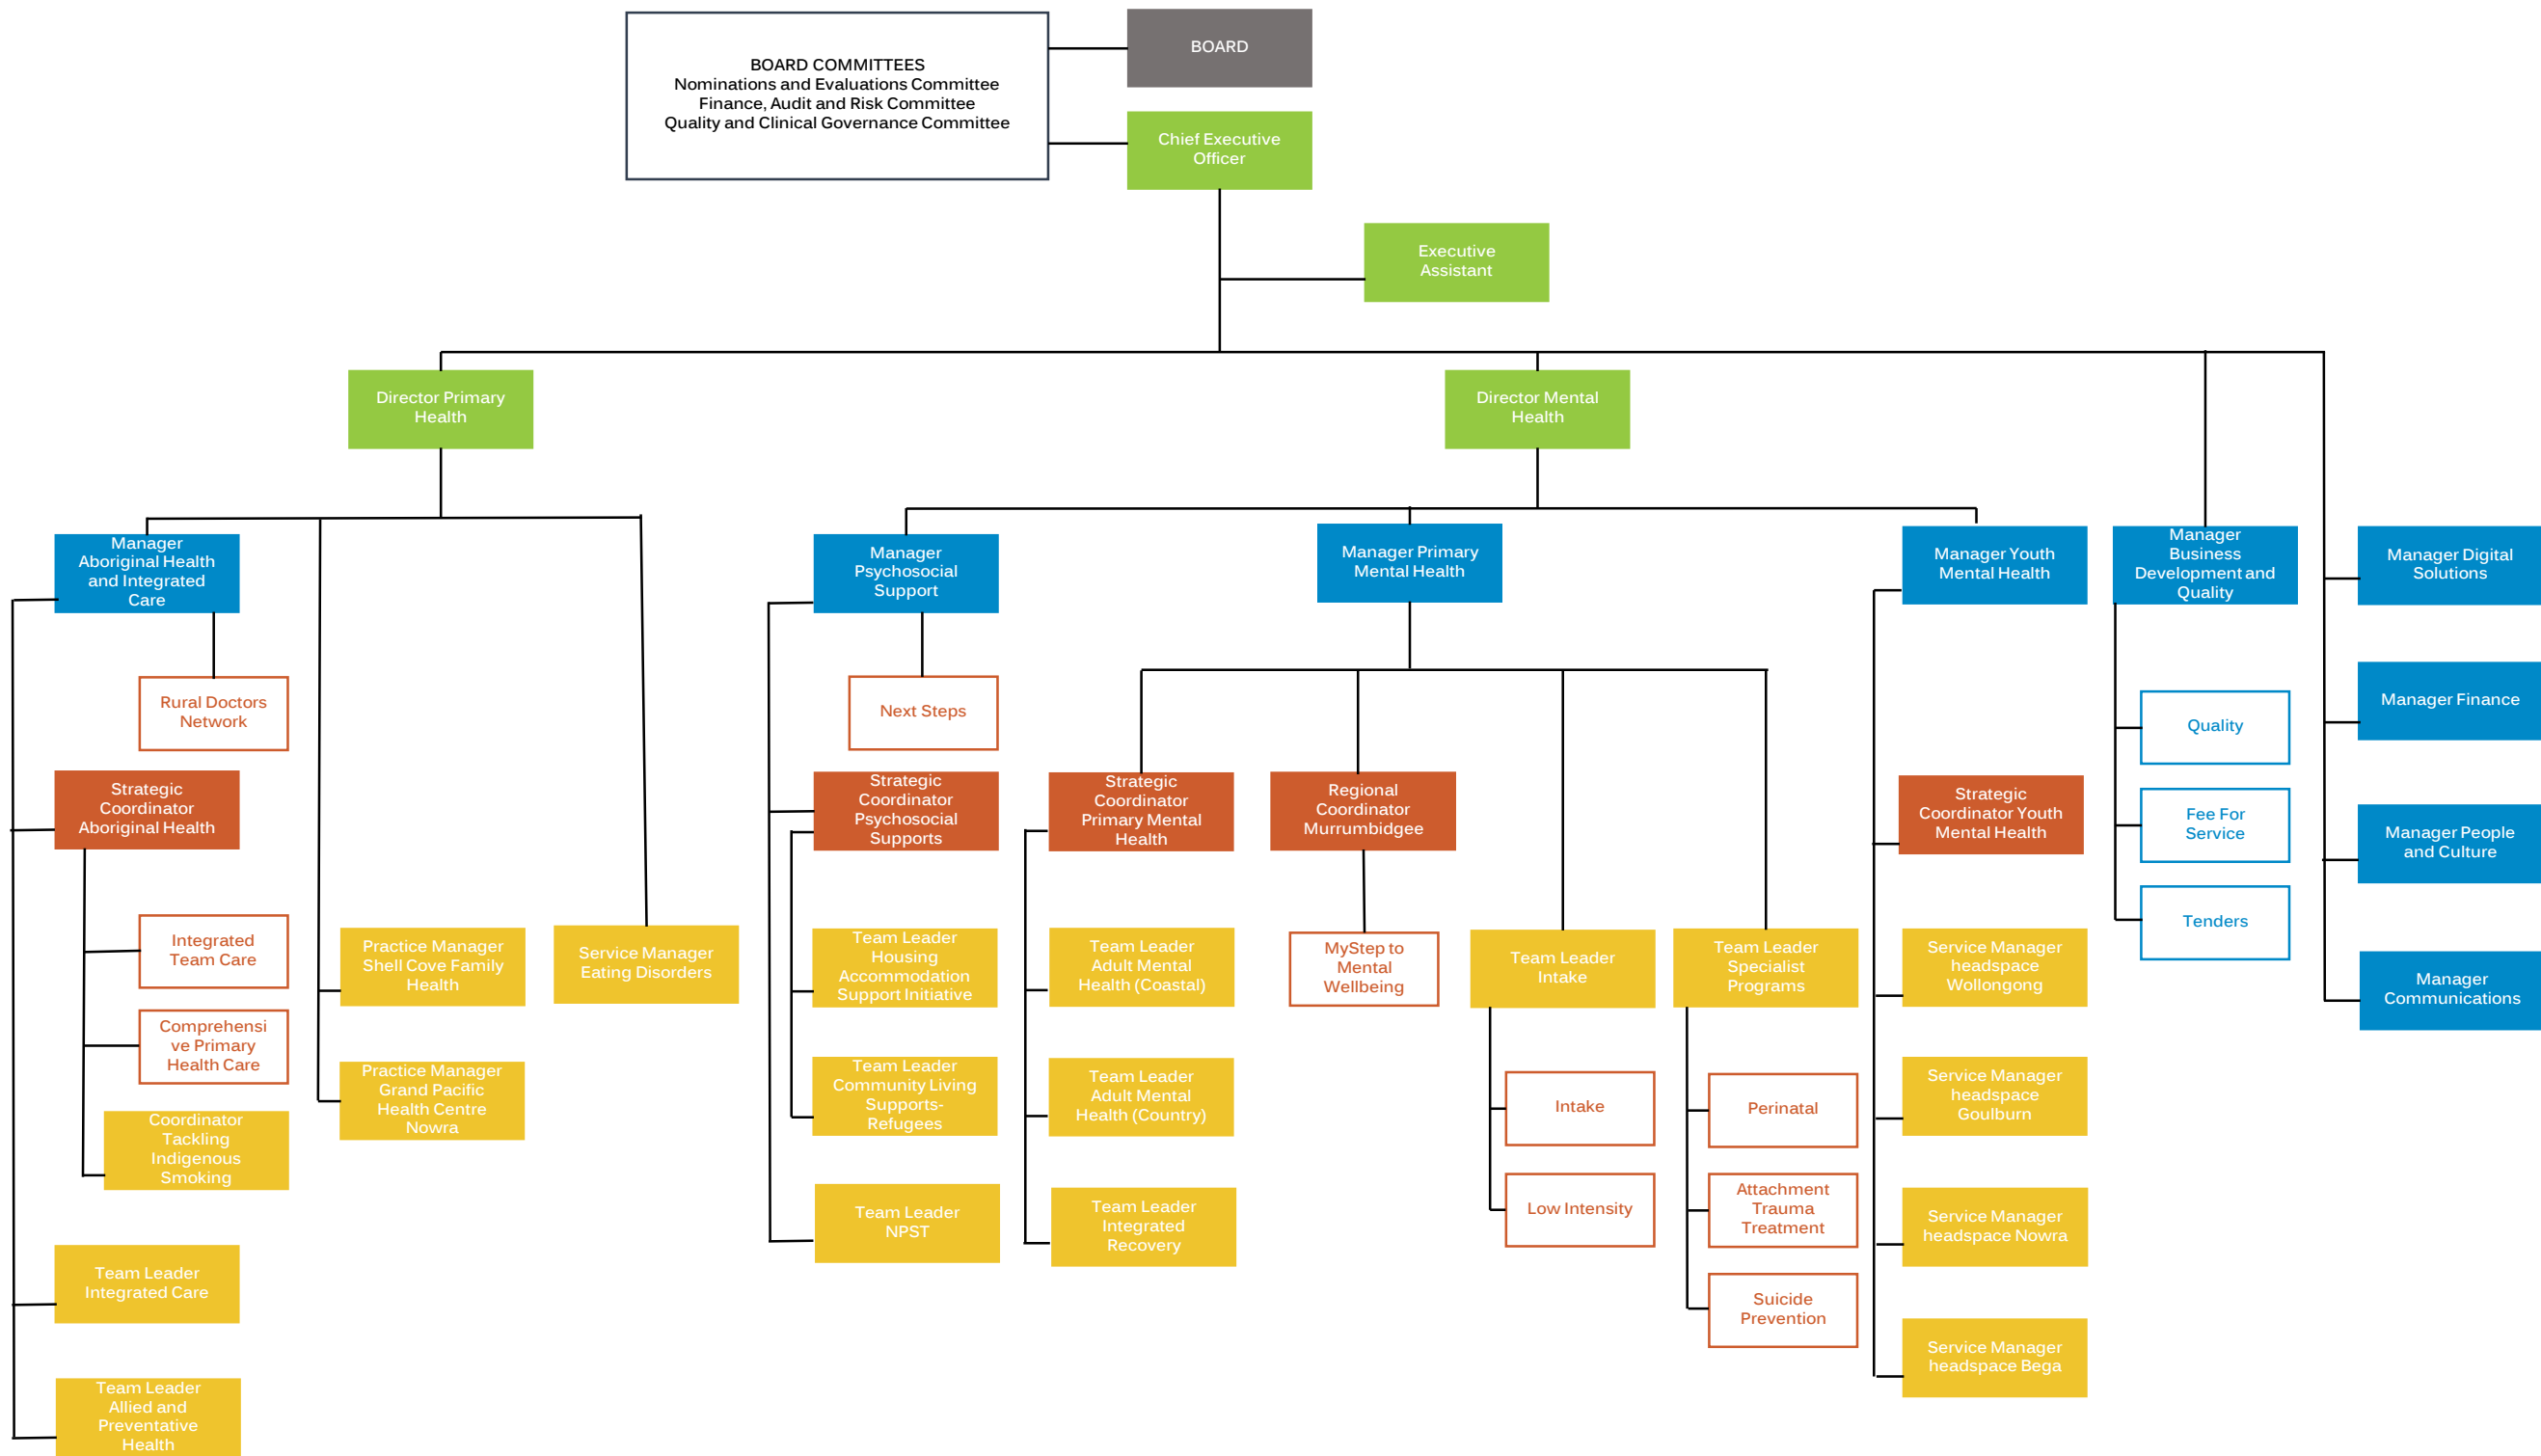 BOARD
BOARD COMMITTEES
Nominations and Evaluations Committee
Finance, Audit and Risk Committee
Quality and Clinical Governance Committee
Chief Executive
Officer
Executive
Assistant
Director Primary
Health
Director Mental
Health
Manager
Aboriginal Health
and Integrated
Care
Manager
Psychosocial
Support
Manager Primary
Mental Health
Manager Youth
Mental Health
Manager
Business
Development and
Quality
Manager Digital
Solutions
Rural Doctors
Network
Next Steps
Quality
Manager Finance
Strategic
Coordinator
Aboriginal Health
Strategic
Coordinator
Psychosocial
Supports
Strategic
Coordinator
Primary Mental
Health
Regional
Coordinator
Murrumbidgee
Strategic
Coordinator Youth
Mental Health
Fee For
Service
Manager People
and Culture
Tenders
Integrated
Team Care
Practice Manager
Shell Cove Family
Health
Service Manager
Eating Disorders
Team Leader
Housing
Accommodation
Support Initiative
Team Leader
Adult Mental
Health (Coastal)
MyStep to
Mental
Wellbeing
Team Leader
Intake
Team Leader
Specialist
Programs
Service Manager
headspace
Wollongong
Manager
Communications
Comprehensi
ve Primary
Health Care
Practice Manager
Grand Pacific
Health Centre
Nowra
Team Leader
Community Living
Supports-
Refugees
Team Leader
Adult Mental
Health (Country)
Intake
Perinatal
Service Manager
headspace
Goulburn
Coordinator
Tackling
Indigenous
Smoking
Team Leader
NPST
Team Leader
Integrated
Recovery
Low Intensity
Attachment
Trauma
Treatment
Service Manager
headspace Nowra
Team Leader
Integrated Care
Suicide
Prevention
Service Manager
headspace Bega
Team Leader
Allied and
Preventative
Health